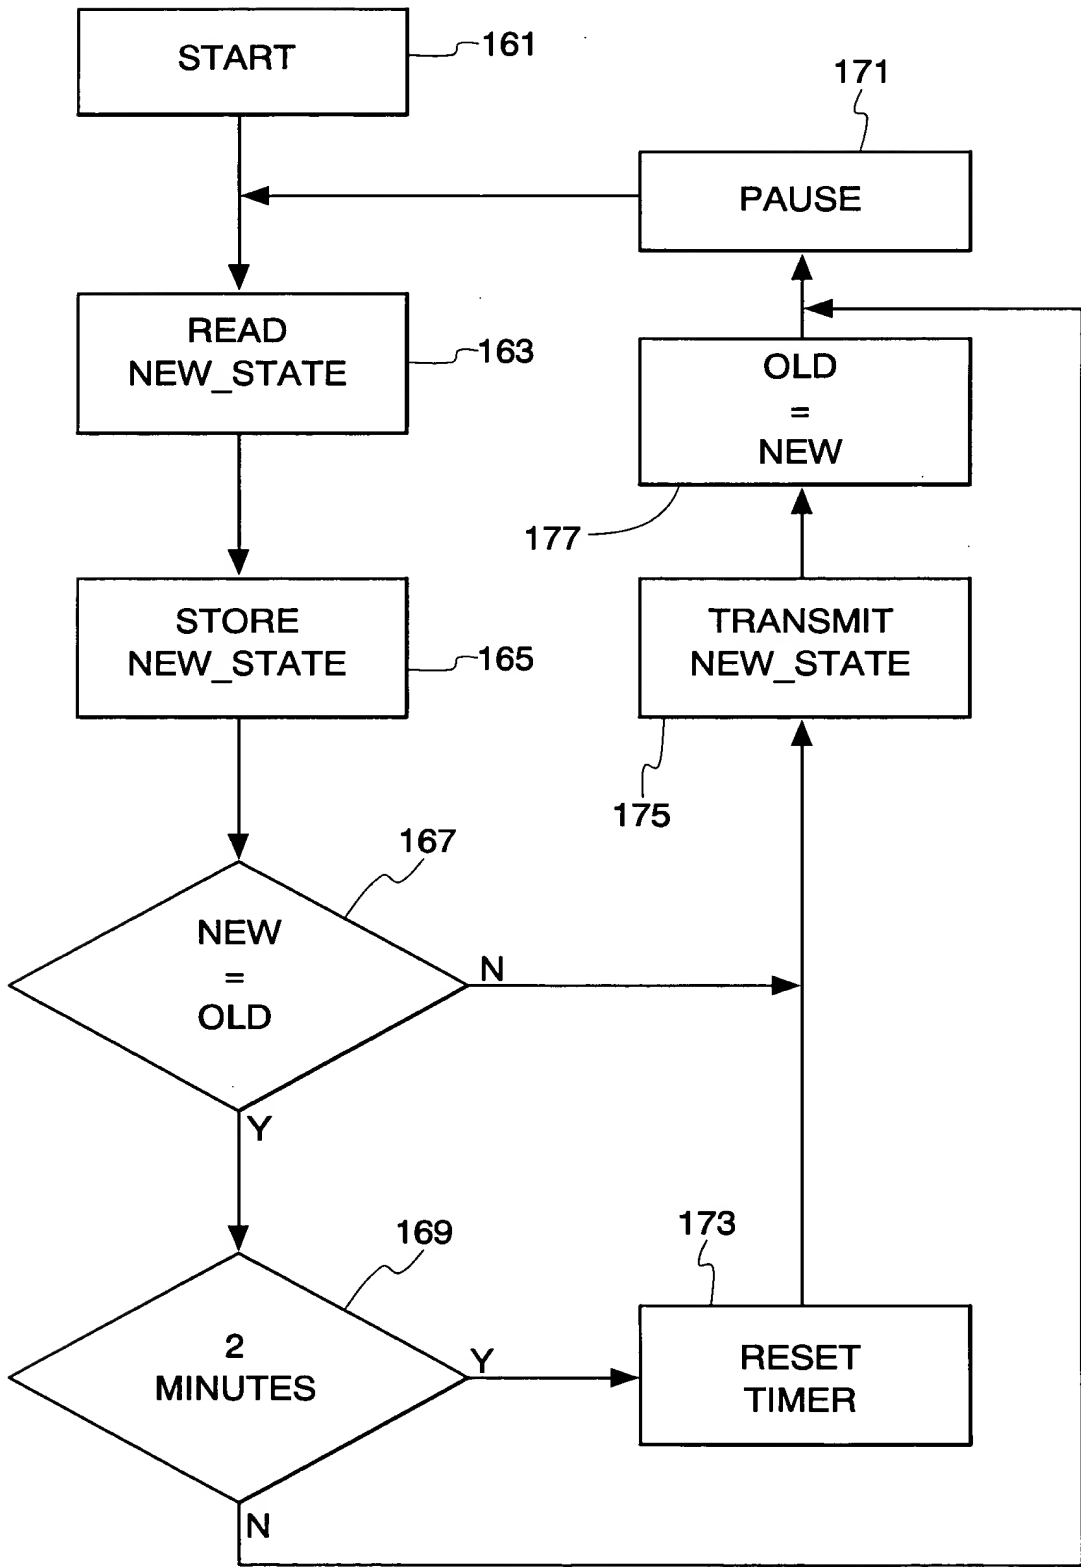 START
161
171
PAUSE
READ
NEW_STATE
163
OLD
=
NEW
177
STORE
NEW_STATE
165
TRANSMIT
NEW_STATE
175
167
NEW
=
OLD
N
Y
169
173
2
MINUTES
Y
RESET
TIMER
N